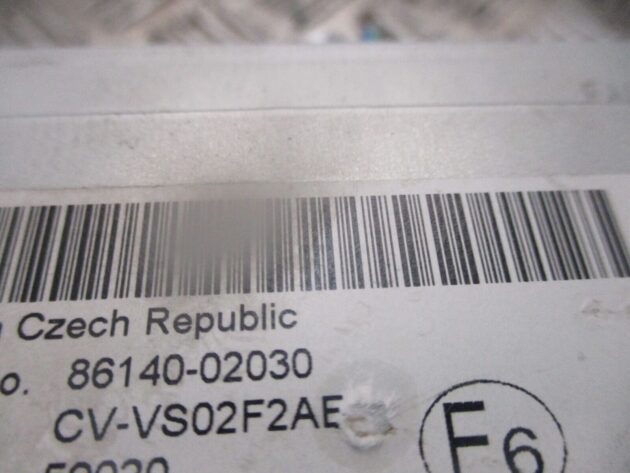 Czech Republic
o. 86140-02030
CV-VS02F2AE
E6